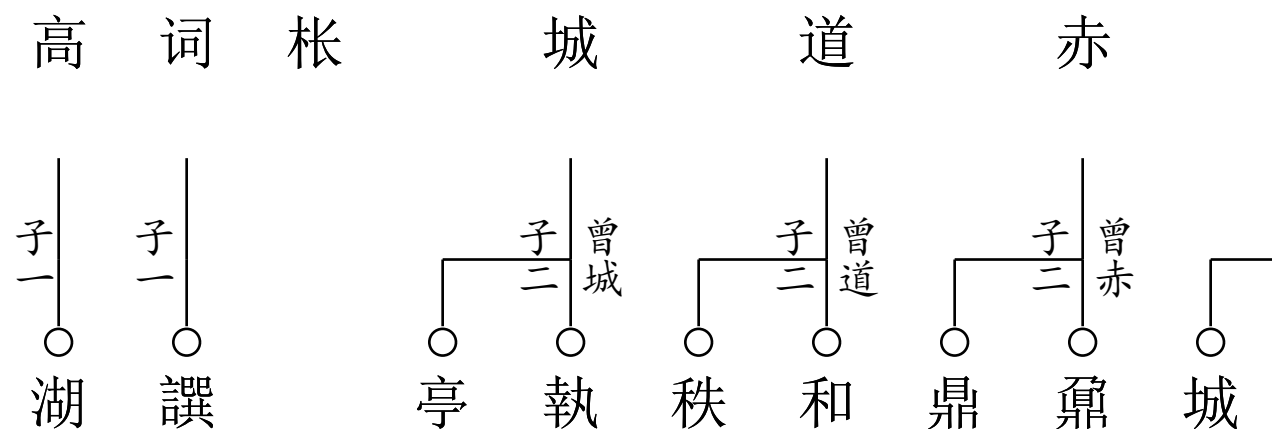 高 词 枨 城 道 赤
子一 子一 子二 曾城 子二 曾道 子二 曾赤
湖 譔 亭 執 秩 和 鼎 鼐 城